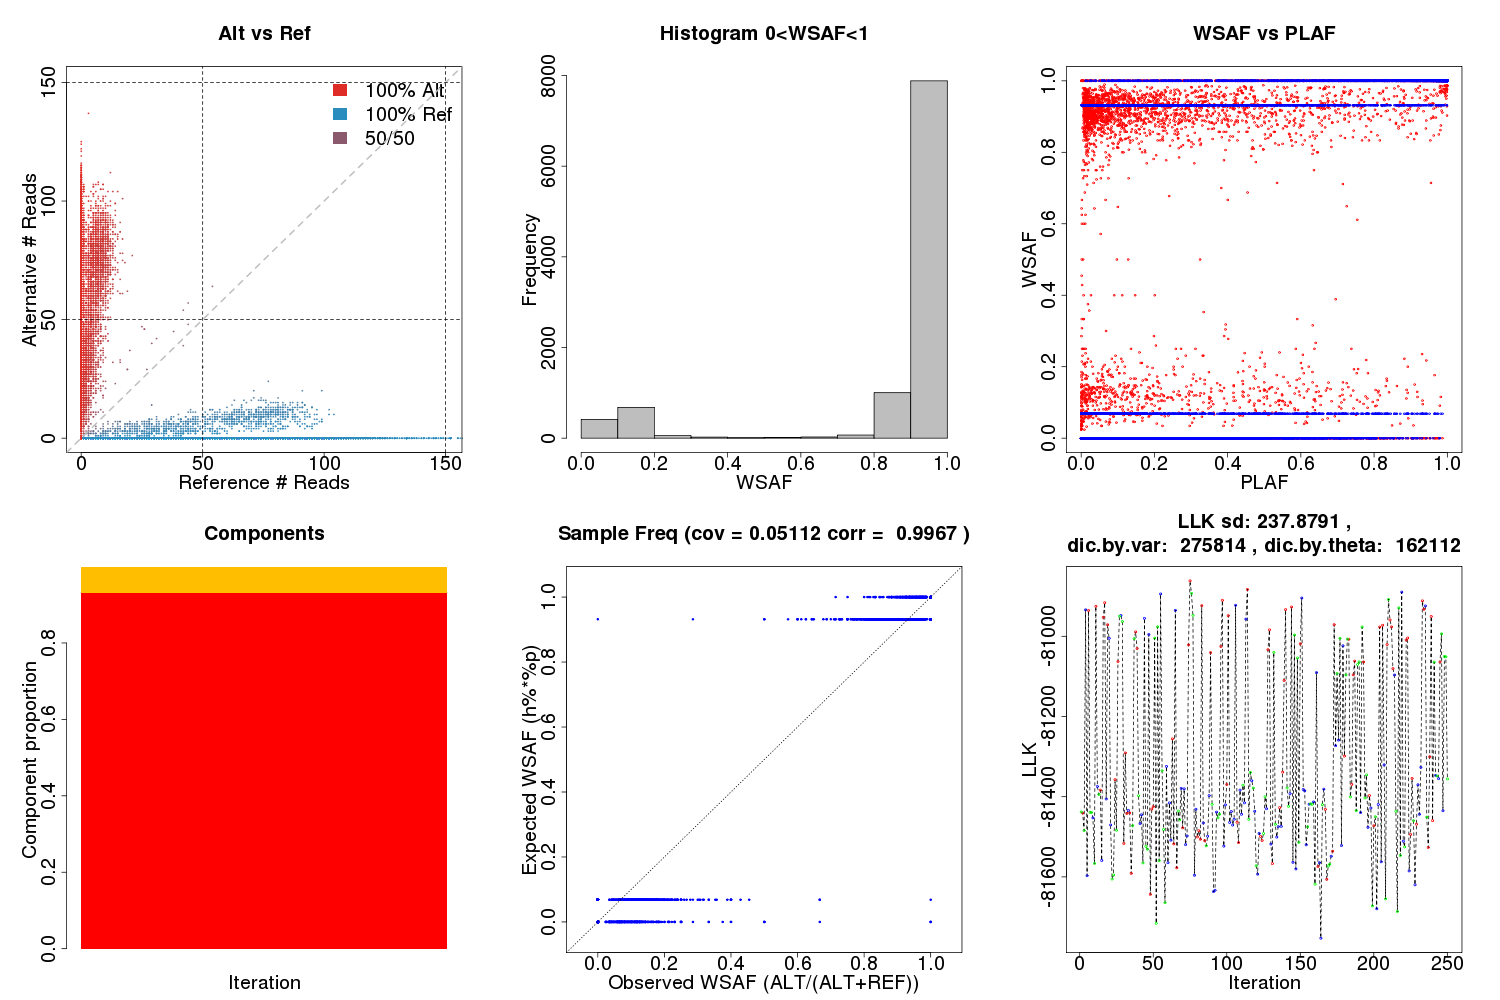 Alt vs Ref
150
100
50
0
Alternative # Reads
100% Alt
100% Ref
50/50
0 50 100 150
Reference # Reads
Histogram 0<WSAF<1
8000
6000
4000
2000
0
Frequency
0.0 0.2 0.4 0.6 0.8 1.0
WSAF
WSAF vs PLAF
1.0
0.8
0.6
0.4
0.2
0.0
WSAF
0.0 0.2 0.4 0.6 0.8 1.0
PLAF
Components
0.8
0.6
0.4
0.2
0.0
Component proportion
Iteration
Sample Freq (cov = 0.05112 corr = 0.9967 )
1.0
0.8
0.6
0.4
0.2
0.0
Expected WSAF (h%*%p)
0.0 0.2 0.4 0.6 0.8 1.0
Observed WSAF (ALT/(ALT+REF))
LLK sd: 237.8791 ,
dic.by.var: 275814 , dic.by.theta: 162112
-81000
-81200
-81400
-81600
LLK
0 50 100 150 200 250
Iteration